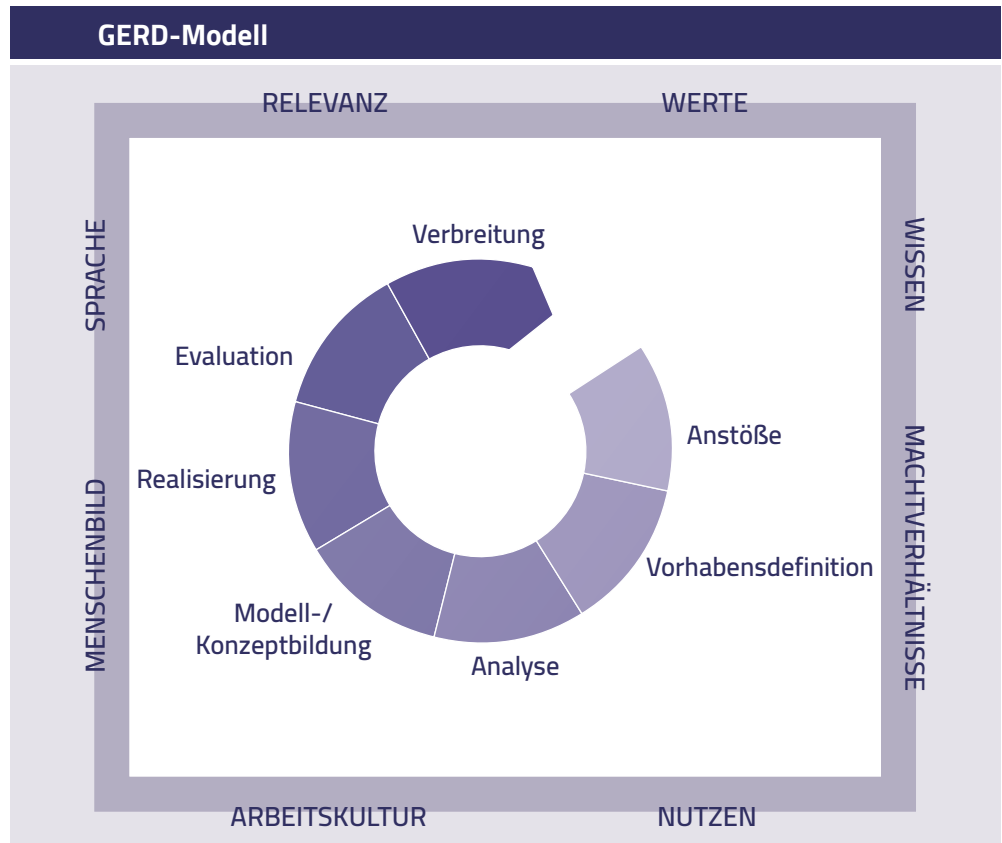 GERD-Modell
RELEVANZ
WERTE
SPRACHE
WISSEN
Verbreitung
Evaluation
Anstöße
Realisierung
MENSCHENBILD
MACHTVERHÄLTNISSE
Vorhabensdefinition
Modell-/
Konzeptbildung
Analyse
ARBEITSKULTUR
NUTZEN